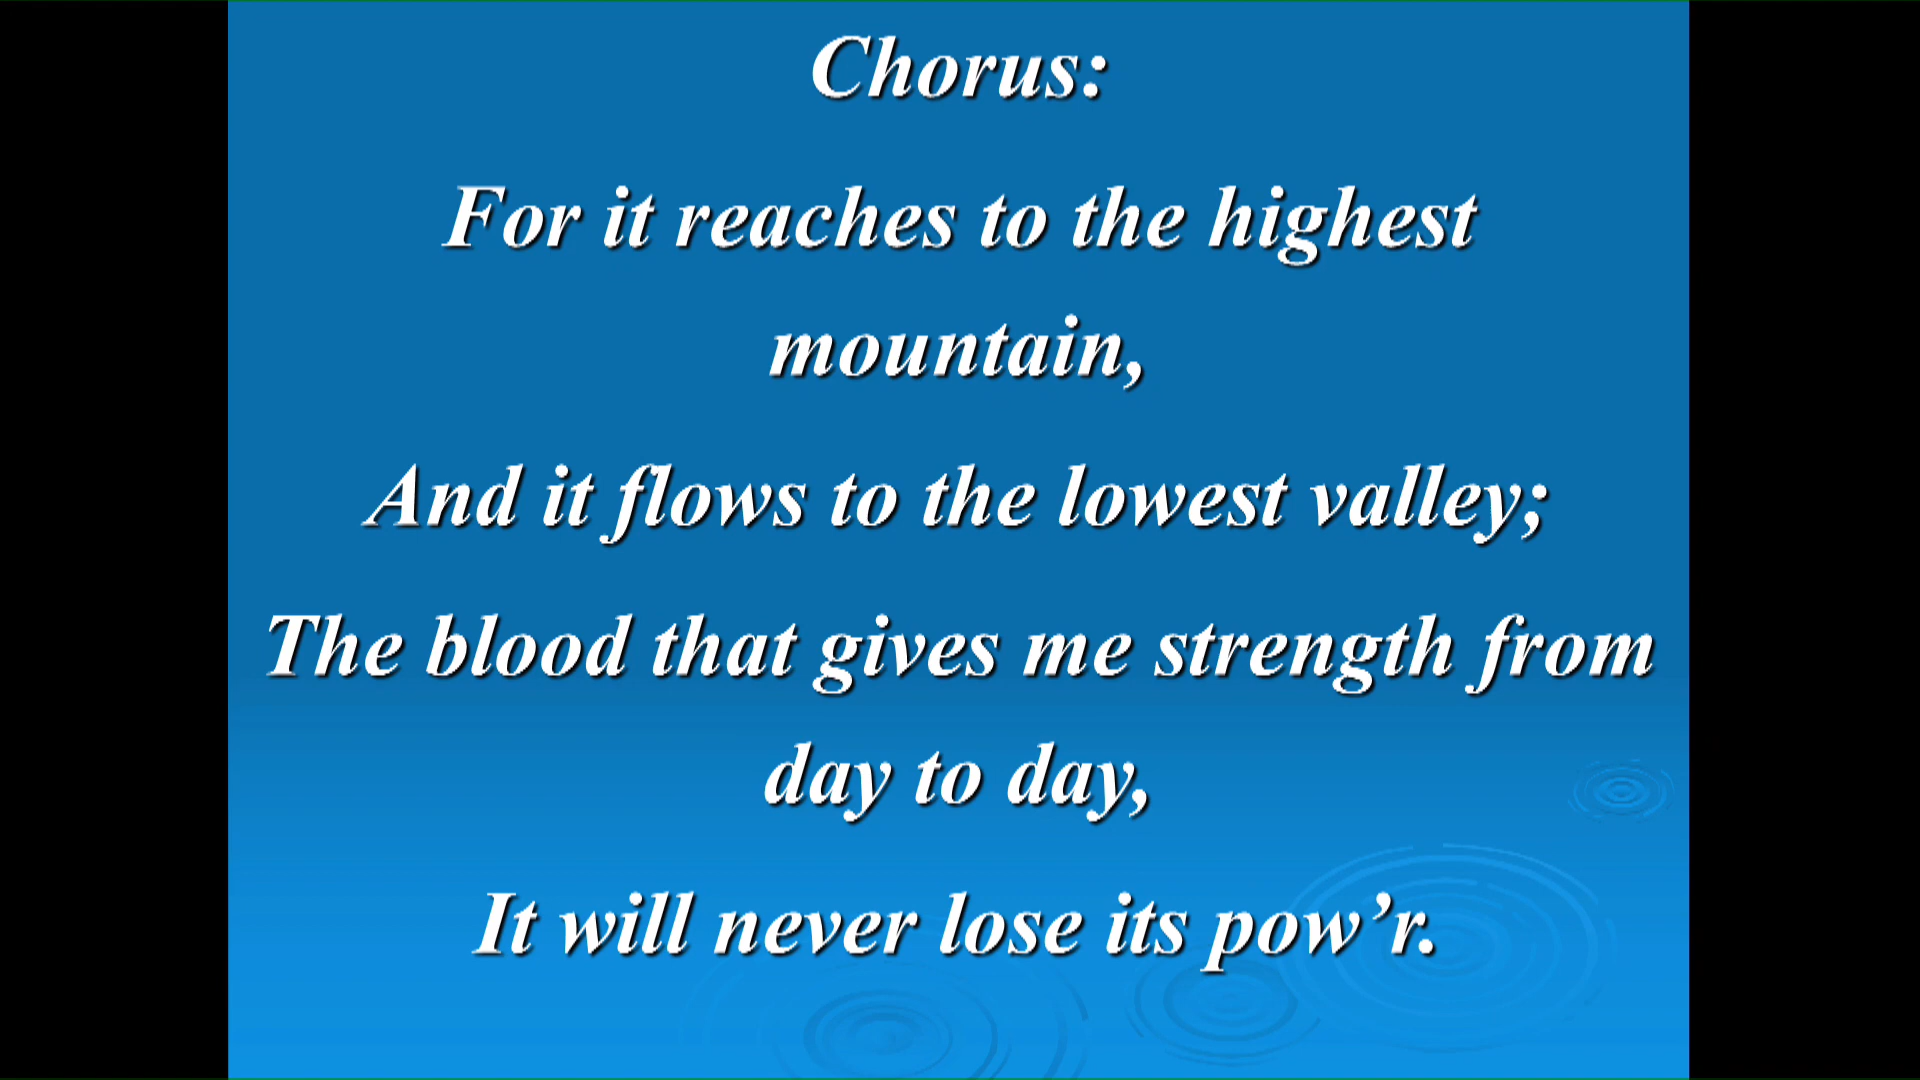 Chorus:
For it reaches to the highest
mountain,
And it flows to the lowest valley;
The blood that gives me strength from
day to day,
It will never lose its pow’r.